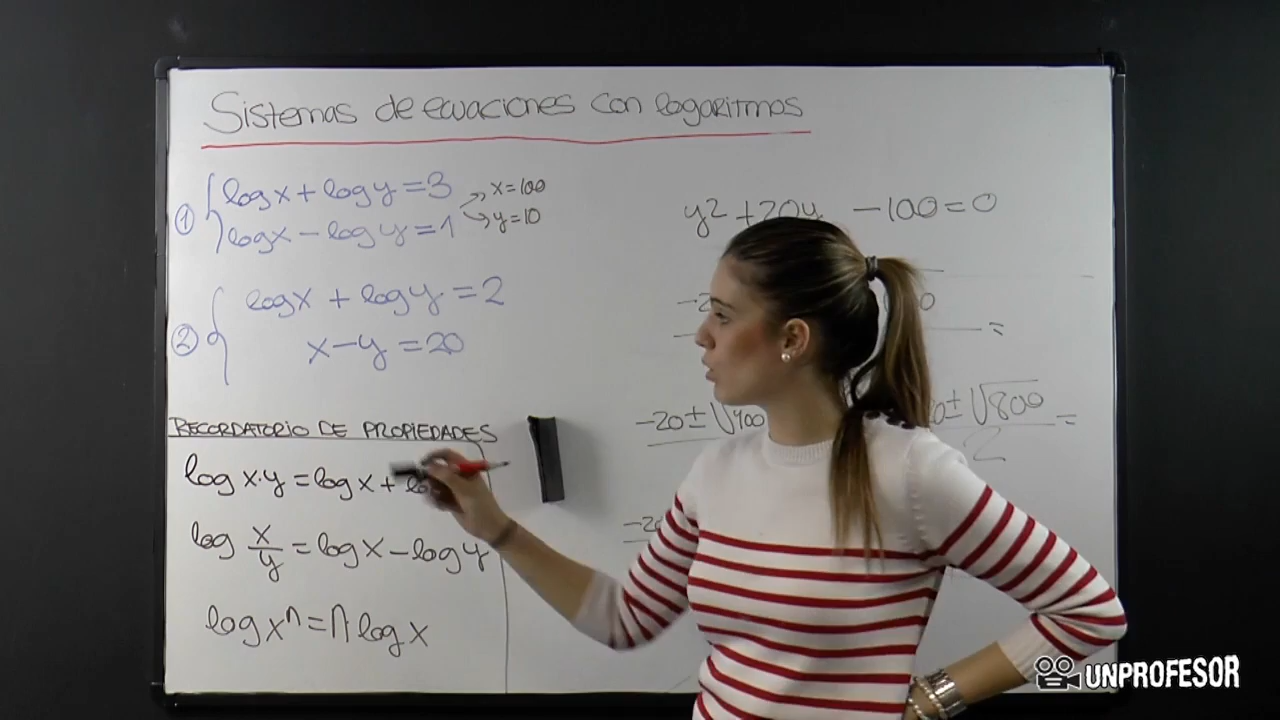 Sistemas de ecuaciones con logaritmos
① { log x + log y = 3
log x - log y = 1
x = 100
y = 10
② { log x + log y = 2
x - y = 20
RECORDATORIO DE PROPIEDADES
log x·y = log x +
log x/y = log x - log y
log xⁿ = n log x
y2 + 20y - 100 = 0
=
-20 ± √400
± √800 / 2 =
UNPROFESOR